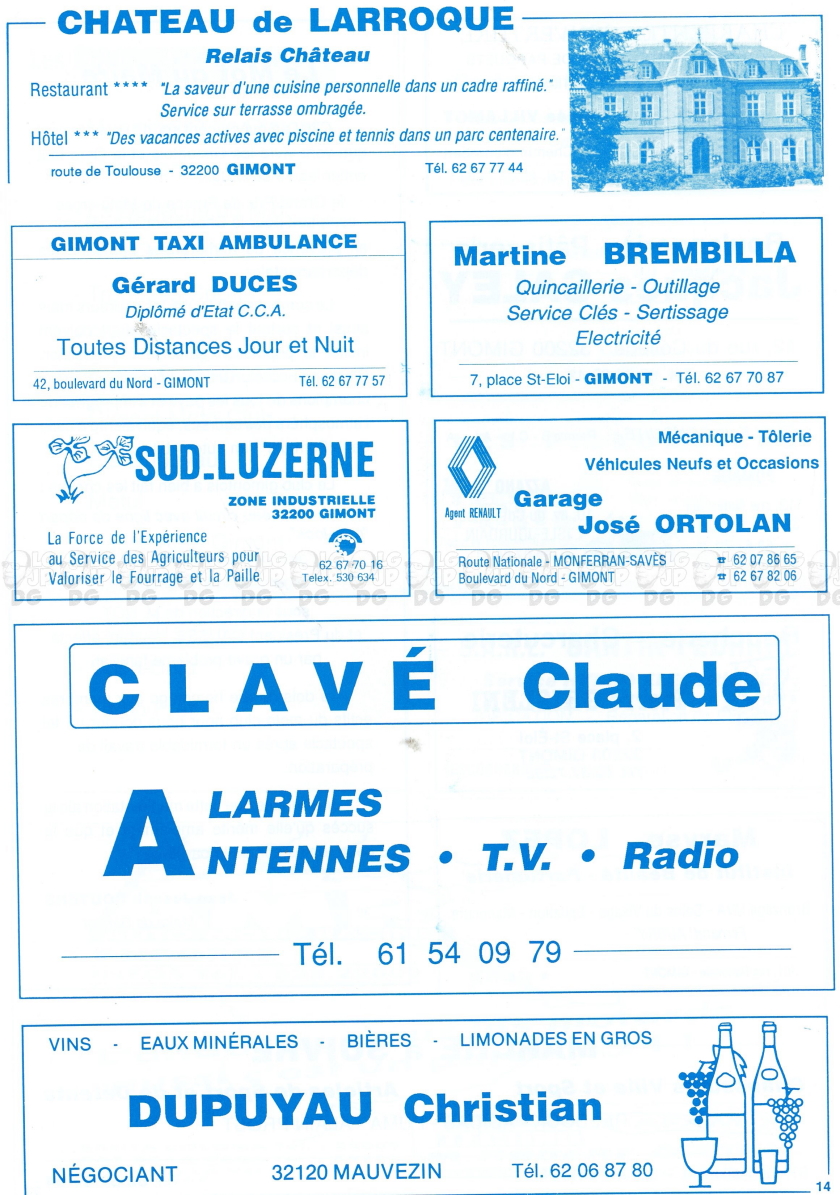 CHATEAU de LARROQUE
Relais Château
Restaurant **** "La saveur d'une cuisine personnelle dans un cadre raffiné."
Service sur terrasse ombragée.
Hôtel *** "Des vacances actives avec piscine et tennis dans un parc centenaire."
route de Toulouse - 32200 GIMONT Tél. 62 67 77 44
GIMONT TAXI AMBULANCE
Gérard DUCES
Diplômé d'Etat C.C.A.
Toutes Distances Jour et Nuit
42, boulevard du Nord - GIMONT Tél. 62 67 77 57
Martine BREMBILLA
Quincaillerie - Outillage
Service Clés - Sertissage
Electricité
7, place St-Eloi - GIMONT - Tél. 62 67 70 87
SUD-LUZERNE
ZONE INDUSTRIELLE
32200 GIMONT
La Force de l'Expérience
au Service des Agriculteurs pour
Valoriser le Fourrage et la Paille
62 67 70 16
Telex. 530 634
Mécanique - Tôlerie
Véhicules Neufs et Occasions
Agent RENAULT
Garage
José ORTOLAN
Route Nationale - MONFERRAN-SAVÈS ☎ 62 07 86 65
Boulevard du Nord - GIMONT ☎ 62 67 82 06
CLAVÉ Claude
ALARMES
ANTENNES • T.V. • Radio
Tél. 61 54 09 79
VINS - EAUX MINÉRALES - BIÈRES - LIMONADES EN GROS
DUPUYAU Christian
NÉGOCIANT 32120 MAUVEZIN Tél. 62 06 87 80
14